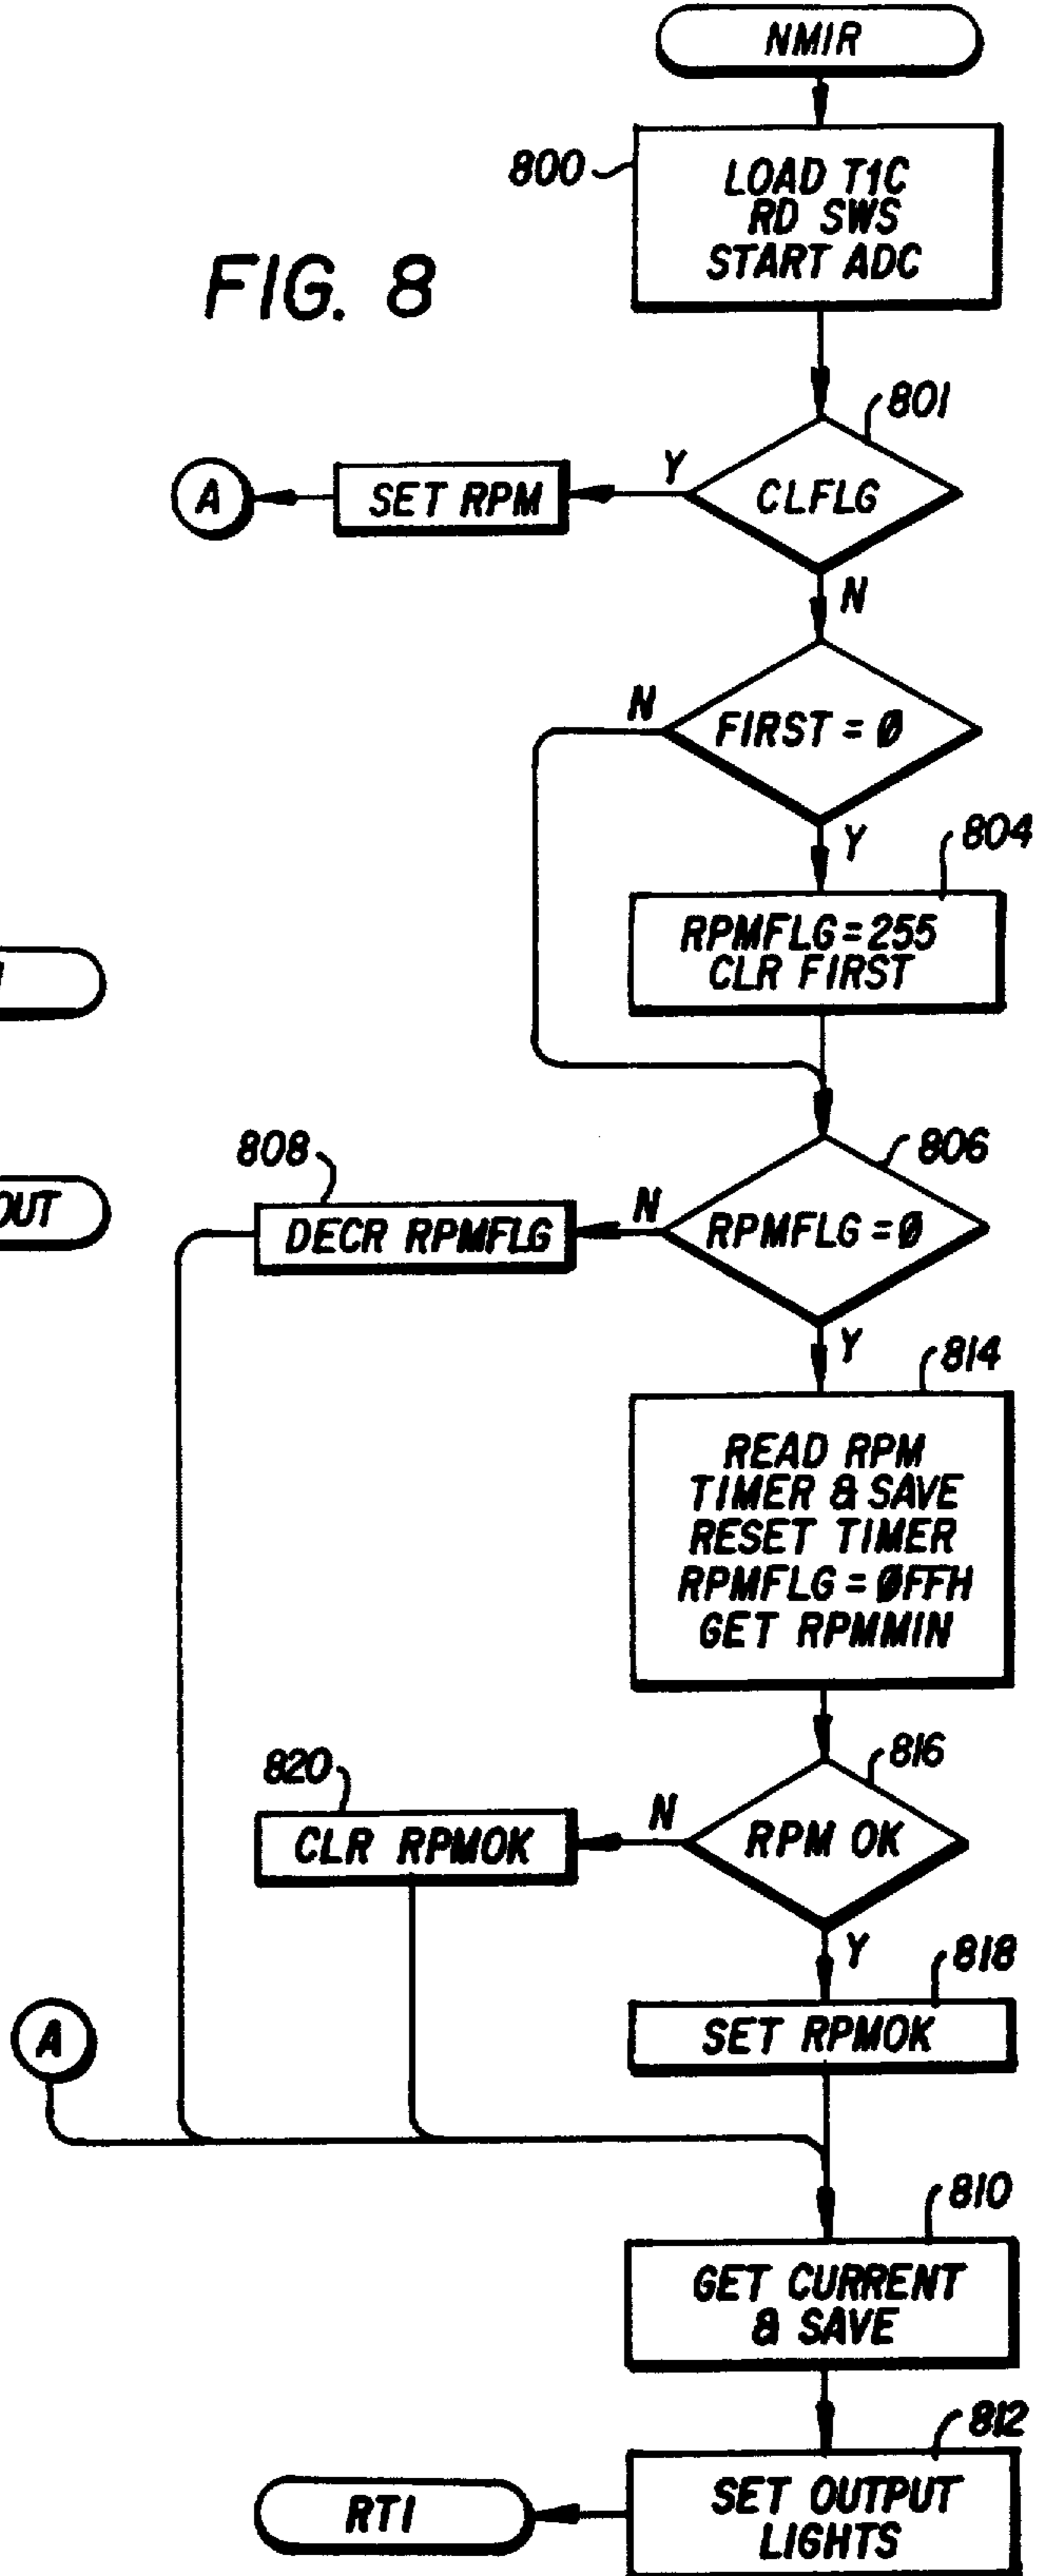 NMIR
800
LOAD T1C
RD SWS
START ADC
FIG. 8
801
A
SET RPM
Y
CLFLG
N
N
FIRST = Ø
Y
804
RPMFLG = 255
CLR FIRST
808
806
OUT
DECR RPMFLG
N
RPMFLG = Ø
Y
814
READ RPM
TIMER & SAVE
RESET TIMER
RPMFLG = ØFFH
GET RPMMIN
820
816
CLR RPMOK
N
RPM OK
Y
818
A
SET RPMOK
810
GET CURRENT
& SAVE
812
RTI
SET OUTPUT
LIGHTS